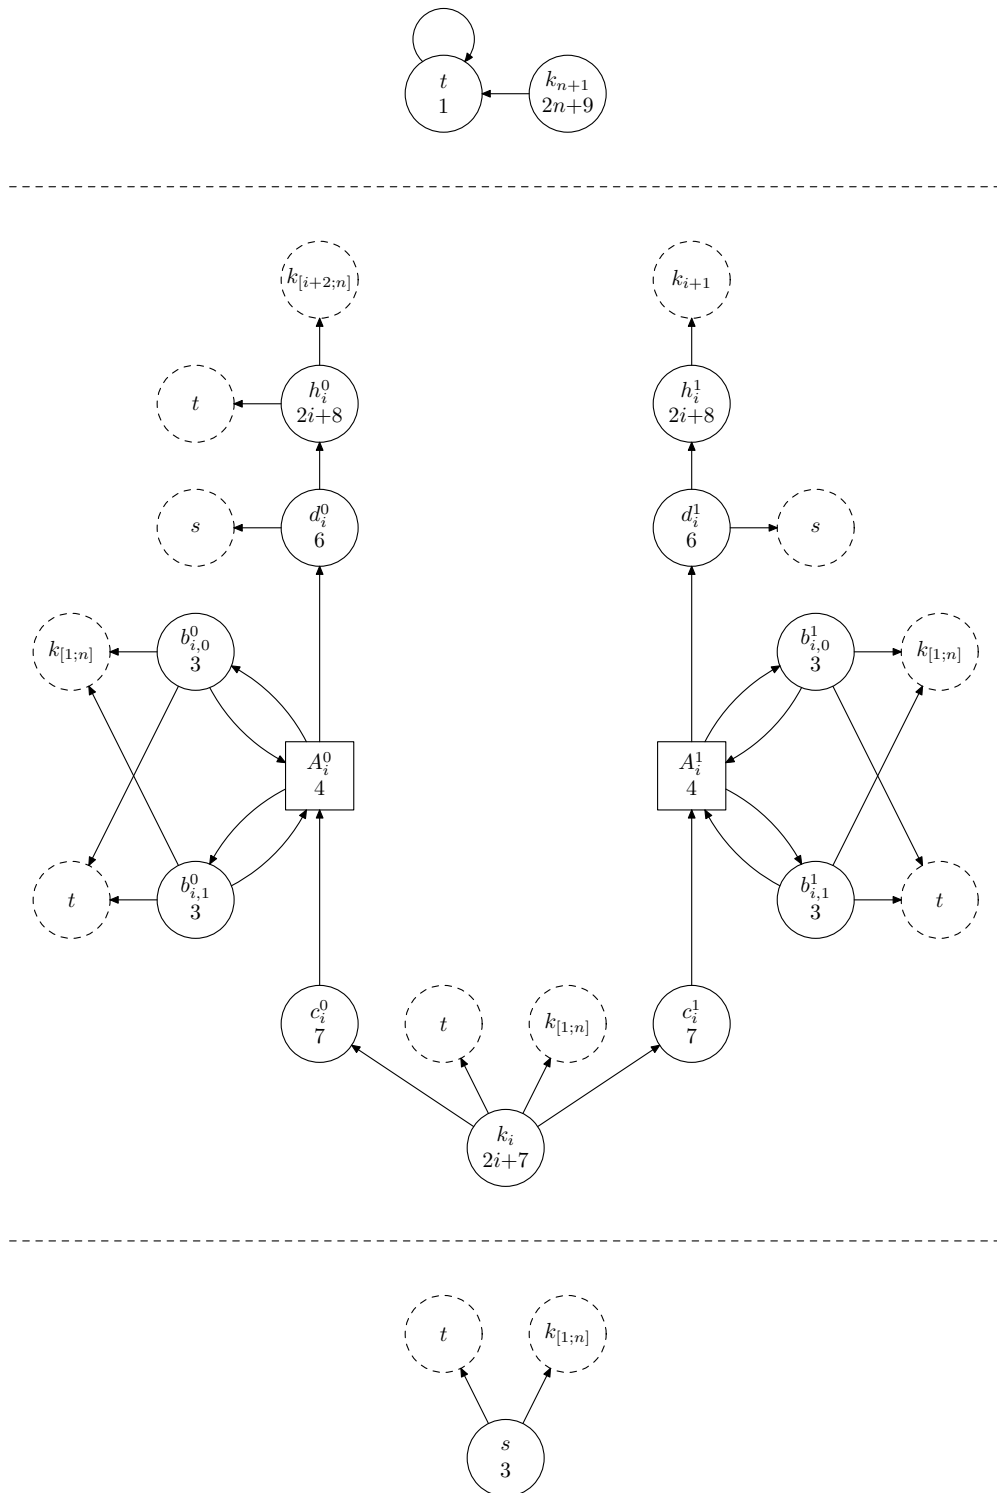 t
1
k_{n+1}
2n+9
k_{[i+2;n]}
k_{i+1}
t
h_i^0
2i+8
h_i^1
2i+8
s
d_i^0
6
d_i^1
6
s
k_{[1;n]}
b_{i,0}^0
3
b_{i,0}^1
3
k_{[1;n]}
A_i^0
4
A_i^1
4
t
b_{i,1}^0
3
b_{i,1}^1
3
t
c_i^0
7
t
k_{[1;n]}
c_i^1
7
k_i
2i+7
t
k_{[1;n]}
s
3